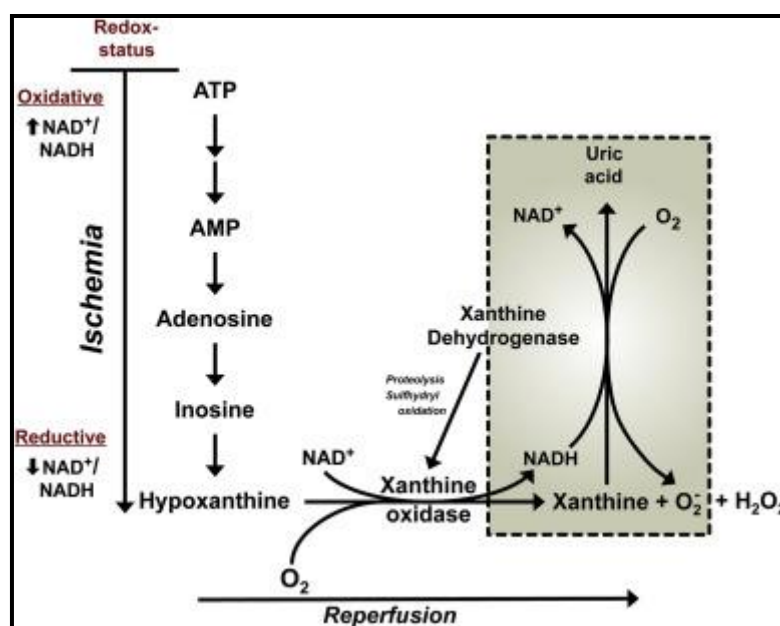 Redox-
status
Oxidative
⬆NAD⁺/
NADH
Ischemia
Reductive
⬇NAD⁺/
NADH
ATP
AMP
Adenosine
Inosine
Hypoxanthine
NAD⁺
O₂
Xanthine
oxidase
Proteolysis
Sulfhydryl
oxidation
Xanthine
Dehydrogenase
Uric
acid
NAD⁺
O₂
NADH
Xanthine + O₂⁻ + H₂O₂
Reperfusion